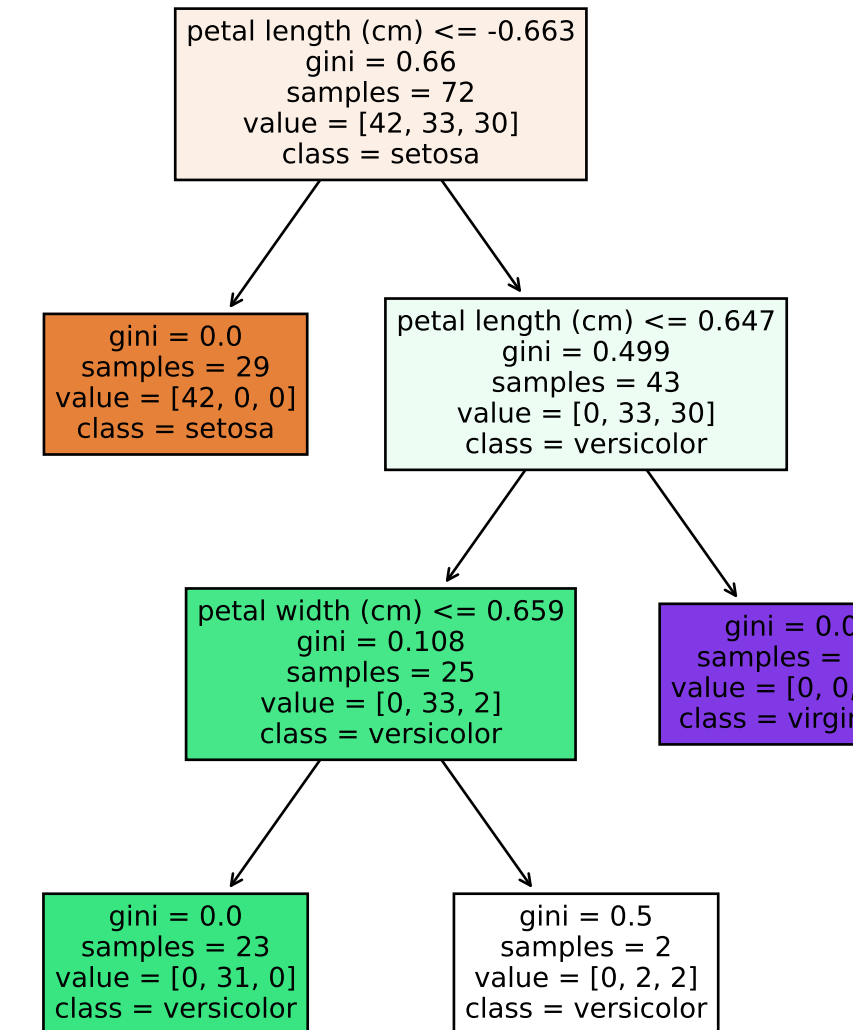 petal length (cm) <= -0.663
gini = 0.66
samples = 72
value = [42, 33, 30]
class = setosa
gini = 0.0
samples = 29
value = [42, 0, 0]
class = setosa
petal length (cm) <= 0.647
gini = 0.499
samples = 43
value = [0, 33, 30]
class = versicolor
petal width (cm) <= 0.659
gini = 0.108
samples = 25
value = [0, 33, 2]
class = versicolor
gini = 0.0
samples =
value = [0, 0,
class =
gini = 0.0
samples = 23
value = [0, 31, 0]
class = versicolor
gini = 0.5
samples = 2
value = [0, 2, 2]
class = versicolor